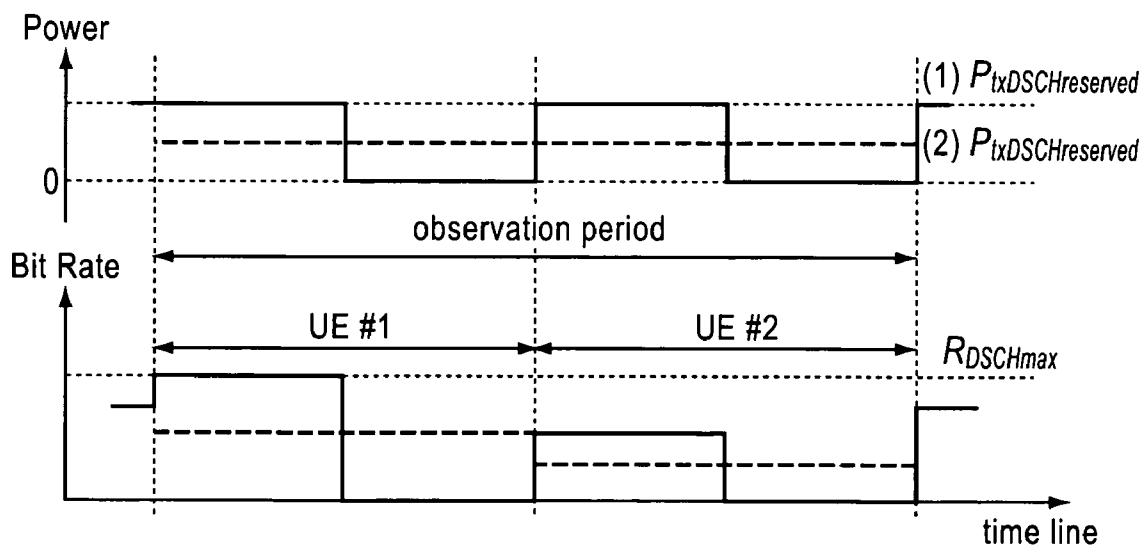 Power
(1) PtxDSCHreserved
(2) PtxDSCHreserved
0
observation period
Bit Rate
UE #1
UE #2
RDSCHmax
time line